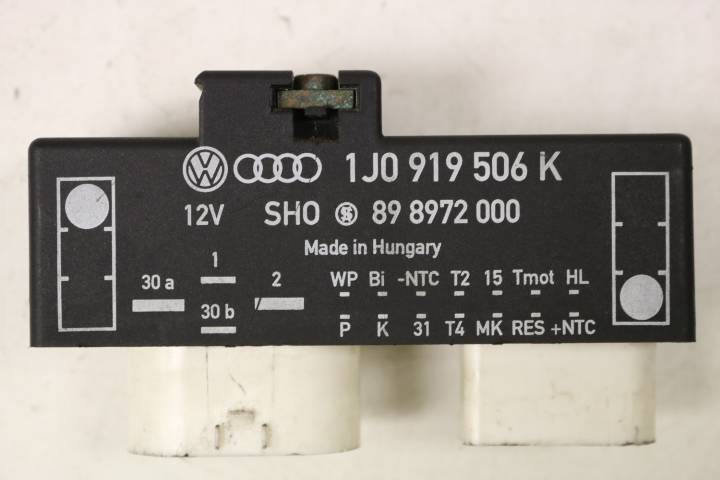 1J0 919 506 K
12V SHO 89 8972 000
Made in Hungary
30 a 1 2 WP Bi -NTC T2 15 Tmot HL
30 b P K 31 T4 MK RES +NTC